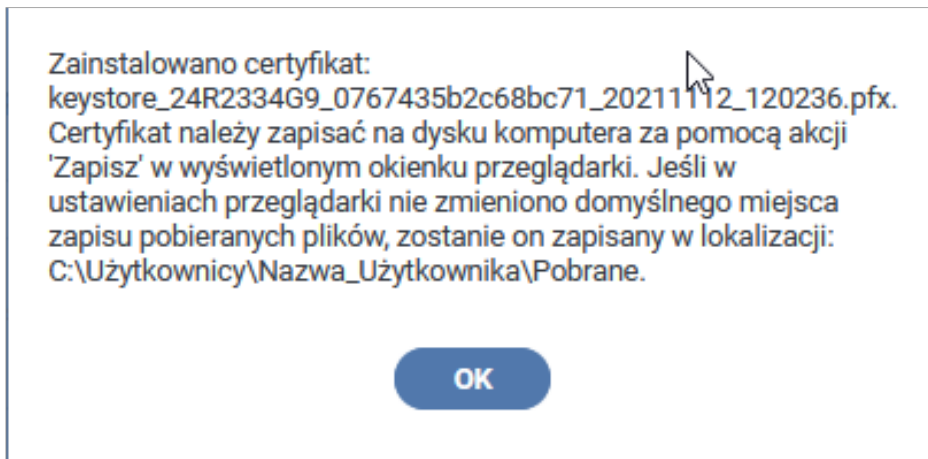 Zainstalowano certyfikat:
keystore_24R2334G9_0767435b2c68bc71_20211112_120236.pfx.
Certyfikat należy zapisać na dysku komputera za pomocą akcji
'Zapisz' w wyświetlonym okienku przeglądarki. Jeśli w
ustawieniach przeglądarki nie zmieniono domyślnego miejsca
zapisu pobieranych plików, zostanie on zapisany w lokalizacji:
C:\Użytkownicy\Nazwa_Użytkownika\Pobrane.
OK